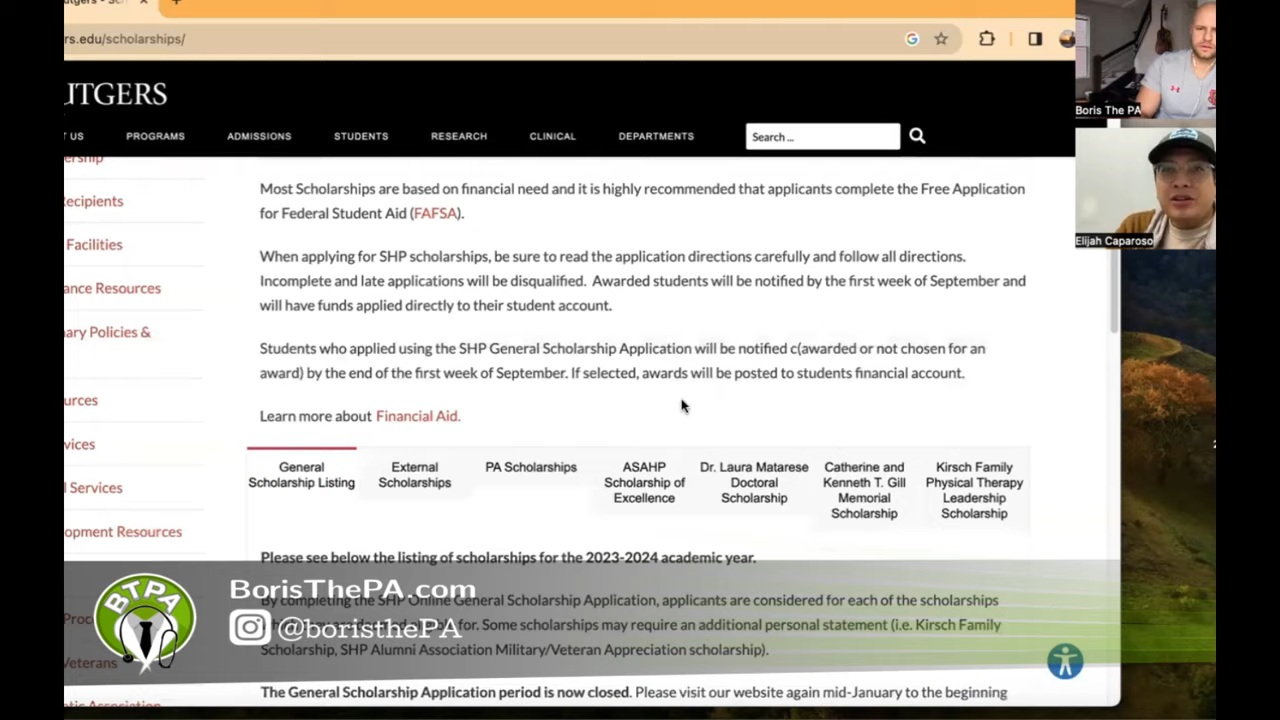 rs.edu/scholarships/
UTGERS
T US PROGRAMS ADMISSIONS STUDENTS RESEARCH CLINICAL DEPARTMENTS Search ...
Boris The PA
Elijah Caparoso
ership
Recipients
Facilities
ance Resources
ary Policies &
urces
vices
l Services
opment Resources
Proc
Veterans
Most Scholarships are based on financial need and it is highly recommended that applicants complete the Free Application
for Federal Student Aid (FAFSA).
When applying for SHP scholarships, be sure to read the application directions carefully and follow all directions.
Incomplete and late applications will be disqualified. Awarded students will be notified by the first week of September and
will have funds applied directly to their student account.
Students who applied using the SHP General Scholarship Application will be notified c(awarded or not chosen for an
award) by the end of the first week of September. If selected, awards will be posted to students financial account.
Learn more about Financial Aid.
General Scholarship Listing
External Scholarships
PA Scholarships
ASAHP Scholarship of Excellence
Dr. Laura Matarese Doctoral Scholarship
Catherine and Kenneth T. Gill Memorial Scholarship
Kirsch Family Physical Therapy Leadership Scholarship
Please see below the listing of scholarships for the 2023-2024 academic year.
By completing the SHP Online General Scholarship Application, applicants are considered for each of the scholarships
for. Some scholarships may require an additional personal statement (i.e. Kirsch Family
Scholarship, SHP Alumni Association Military/Veteran Appreciation scholarship).
The General Scholarship Application period is now closed. Please visit our website again mid-January to the beginning
BTPA
BorisThePA.com
@boristhePA